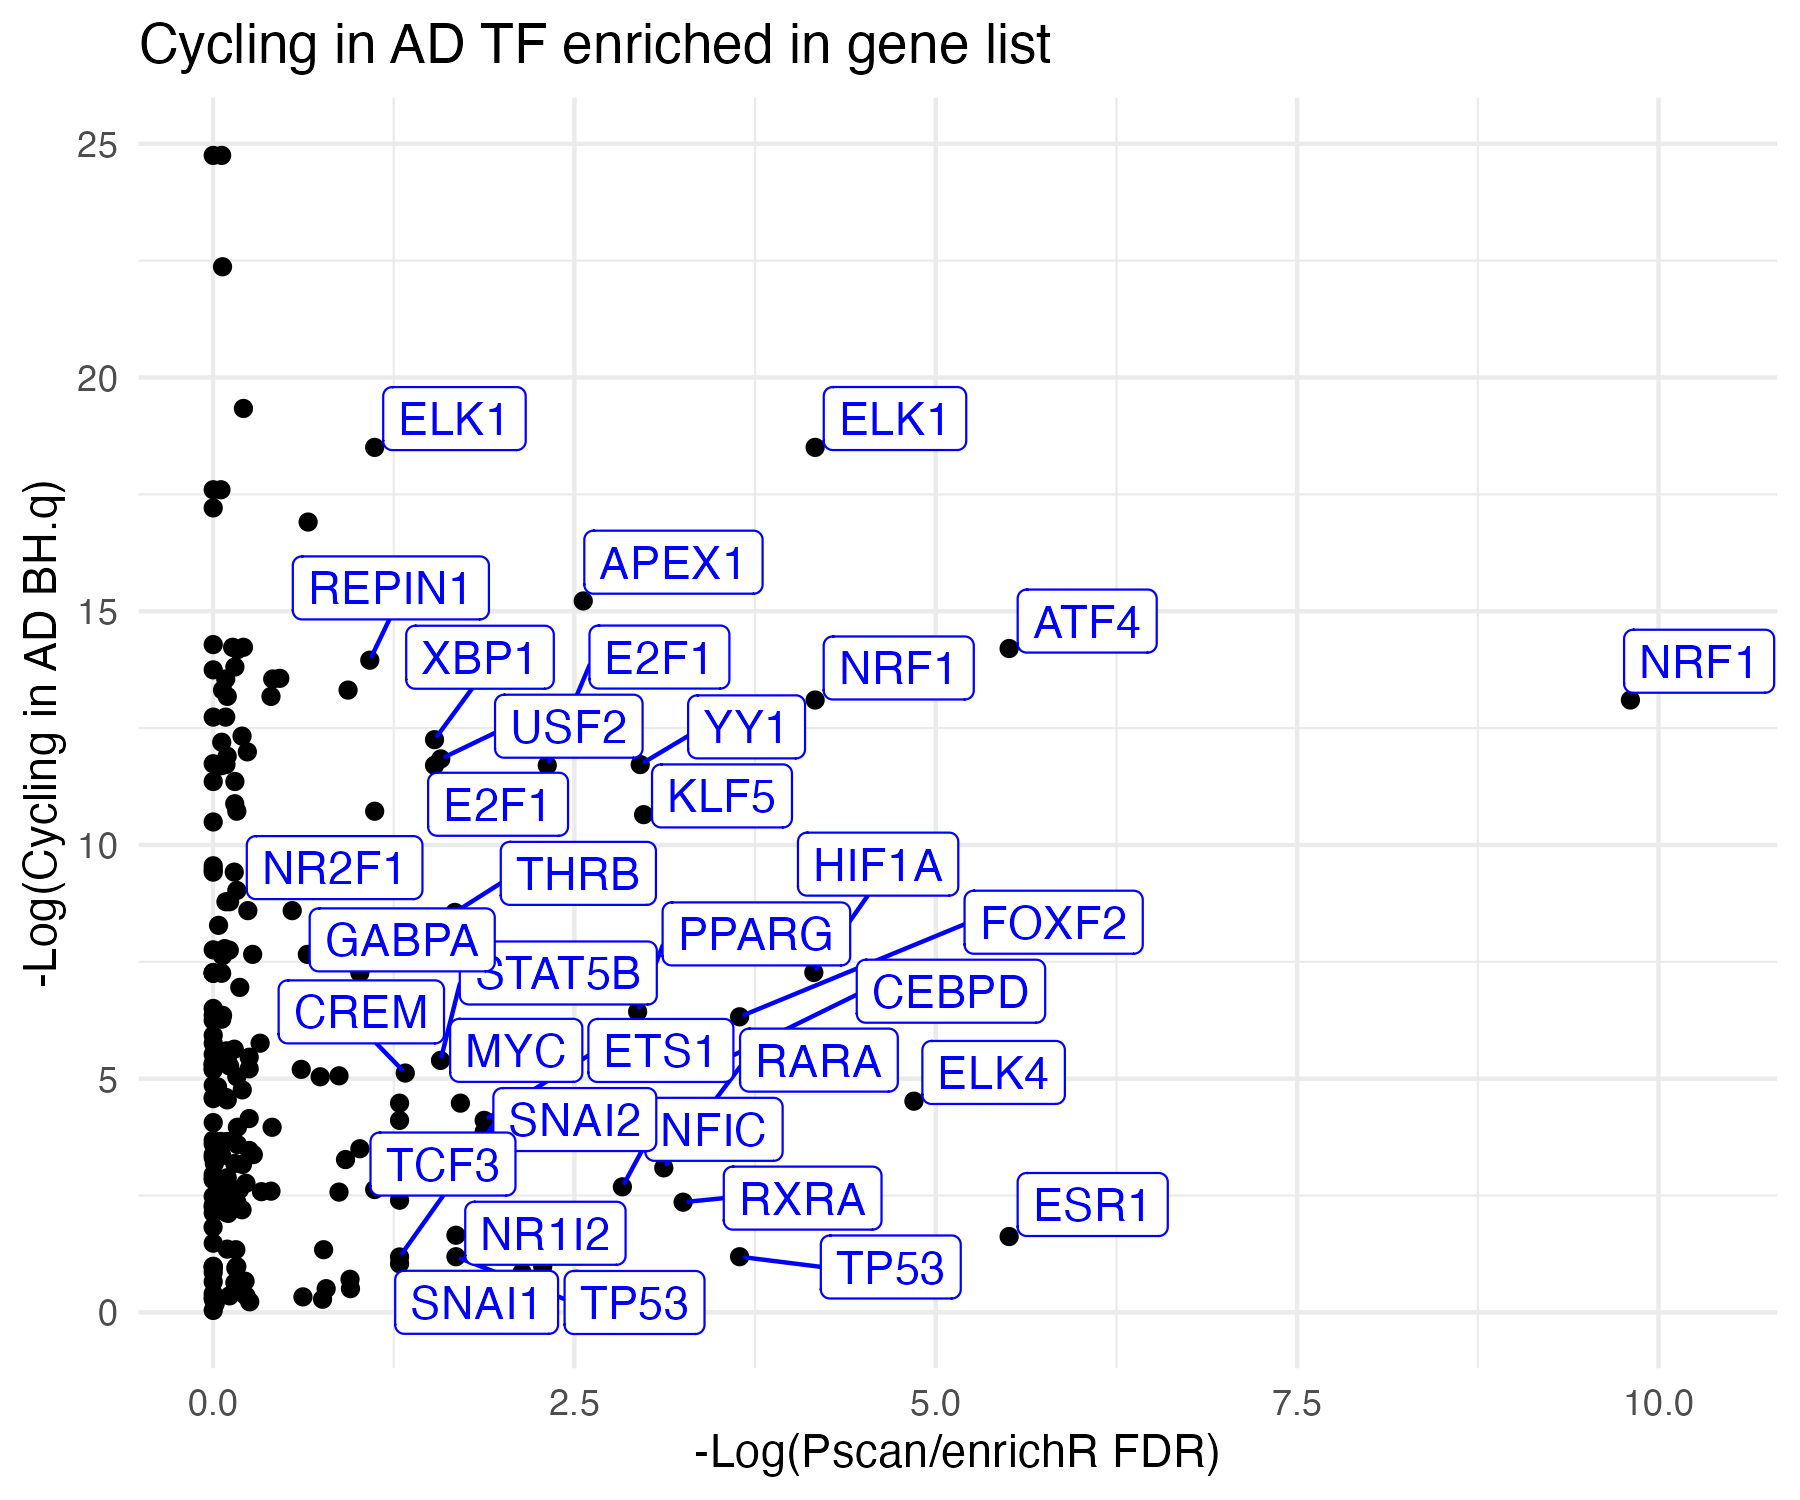 Cycling in AD TF enriched in gene list
-Log(Cycling in AD BH.q)
25
20
15
10
5
0
ELK1
ELK1
APEX1
REPIN1
ATF4
XBP1
E2F1
NRF1
NRF1
USF2
YY1
E2F1
KLF5
NR2F1
THRB
HIF1A
GABPA
PPARG
FOXF2
STAT5B
CEBPD
CREM
MYC
ETS1
RARA
ELK4
SNAI2
NFIC
TCF3
RXRA
ESR1
NR1I2
TP53
SNAI1
TP53
0.0
2.5
5.0
7.5
10.0
-Log(Pscan/enrichR FDR)